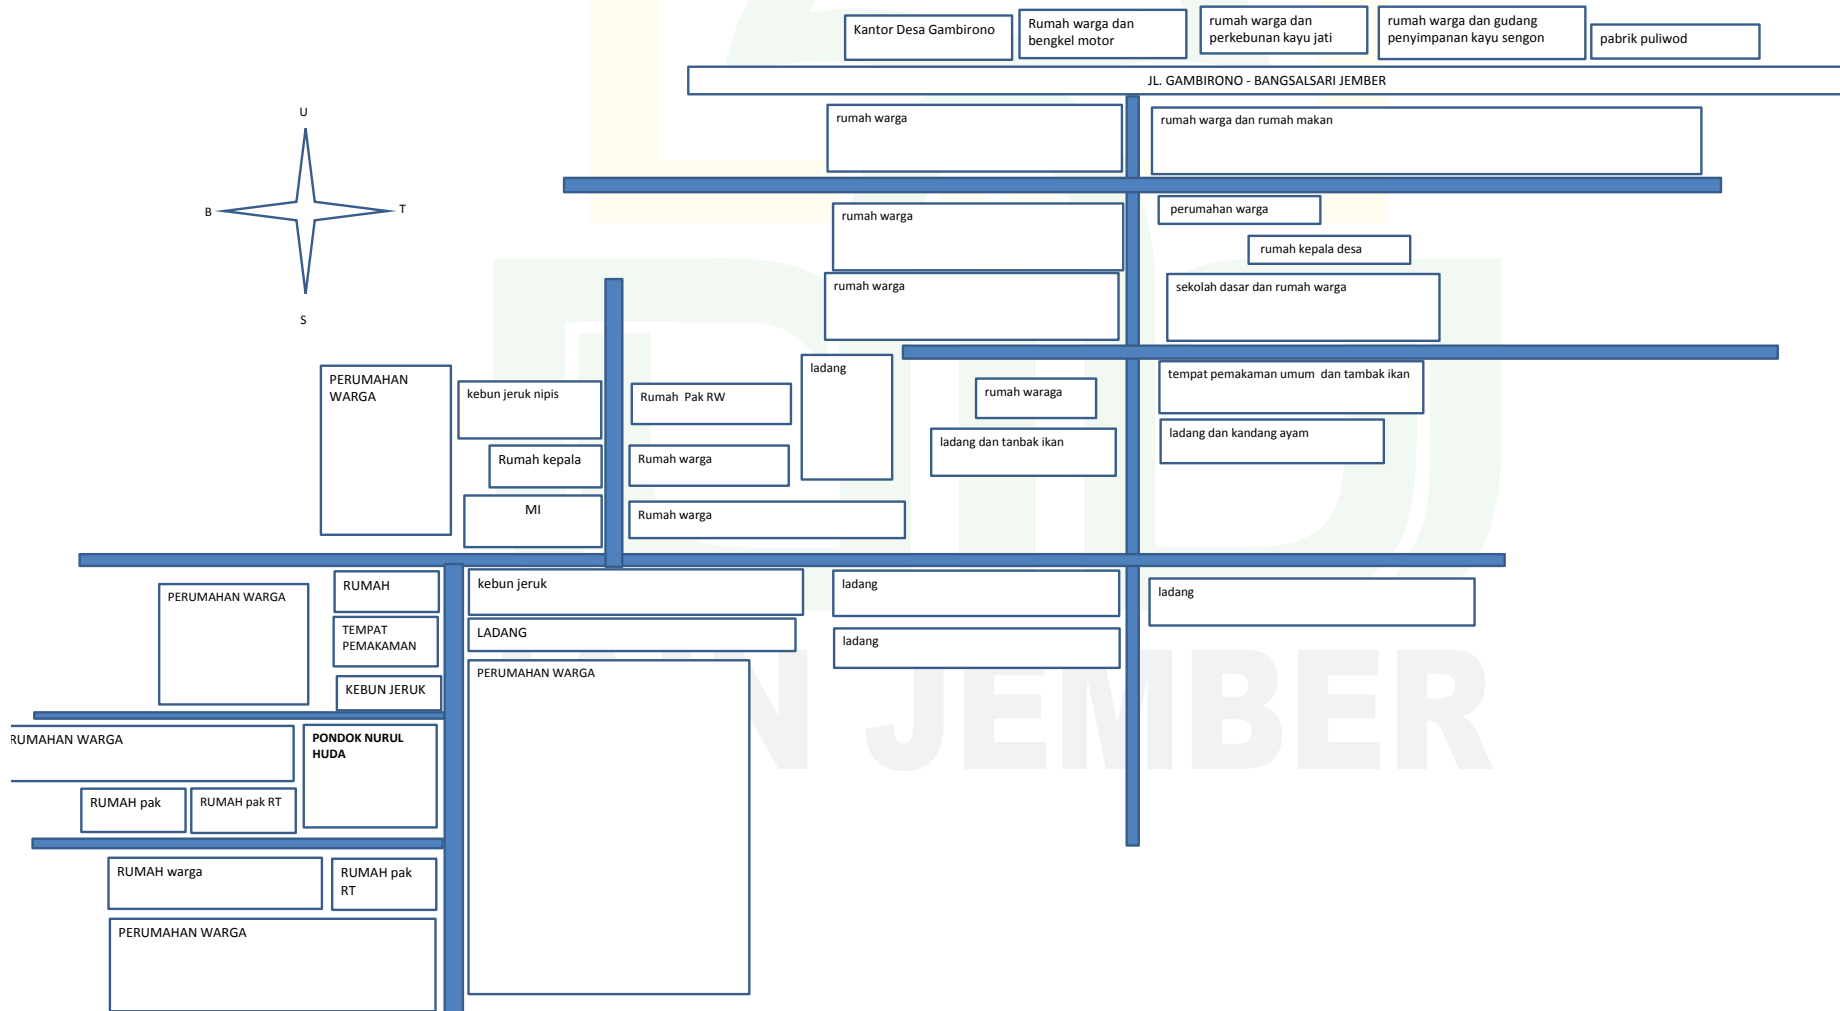 Kantor Desa Gambirono
Rumah warga dan
bengkel motor
rumah warga dan
perkebunan kayu jati
rumah warga dan gudang
penyimpanan kayu sengon
pabrik puliwod
JL. GAMBIRONO - BANGSALSARI JEMBER
U
B
T
S
rumah warga
rumah warga dan rumah makan
rumah warga
perumahan warga
rumah kepala desa
rumah warga
sekolah dasar dan rumah warga
PERUMAHAN
WARGA
kebun jeruk nipis
Rumah Pak RW
ladang
rumah waraga
tempat pemakaman umum dan tambak ikan
Rumah kepala
Rumah warga
ladang dan tanbak ikan
ladang dan kandang ayam
MI
Rumah warga
PERUMAHAN WARGA
RUMAH
kebun jeruk
ladang
ladang
TEMPAT
PEMAKAMAN
LADANG
ladang
KEBUN JERUK
PERUMAHAN WARGA
RUMAHAN WARGA
PONDOK NURUL
HUDA
RUMAH pak
RUMAH pak RT
RUMAH warga
RUMAH pak
RT
PERUMAHAN WARGA
N JEMBER